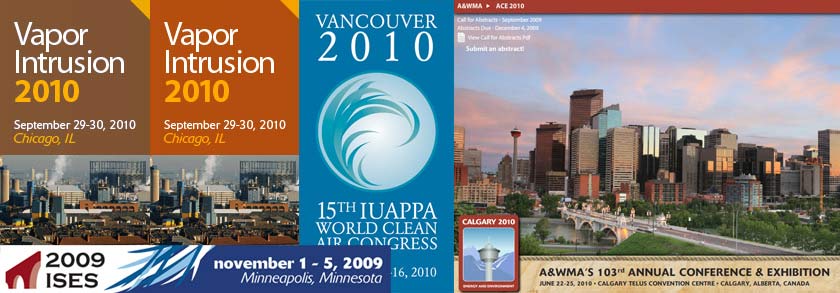 Vapor
Intrusion
2010
September 29-30, 2010
Chicago, IL
Vapor
Intrusion
2010
September 29-30, 2010
Chicago, IL
VANCOUVER
2010
15TH IUAPPA
WORLD CLEAN
AIR CONGRESS
-16, 2010
2009
ISES
november 1 - 5, 2009
Minneapolis, Minnesota
A&WMA ▸ ACE 2010
Call for Abstracts - September 2009
Abstracts Due - December 4, 2009
View Call for Abstracts Pdf
Submit an abstract!
CALGARY 2010
ENERGY AND ENVIRONMENT
A&WMA'S 103rd ANNUAL CONFERENCE & EXHIBITION
JUNE 22-25, 2010 • CALGARY TELUS CONVENTION CENTRE • CALGARY, ALBERTA, CANADA